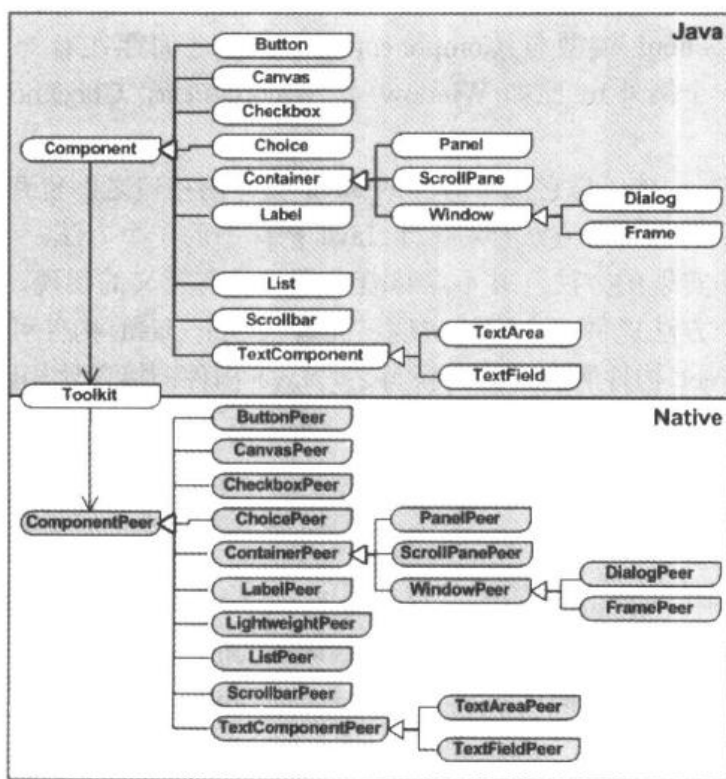 Java
Button
Canvas
Checkbox
Component
Choice
Panel
Container
ScrollPane
Label
Window
Dialog
Frame
List
Scrollbar
TextComponent
TextArea
TextField
Toolkit
Native
ButtonPeer
CanvasPeer
CheckboxPeer
ComponentPeer
ChoicePeer
PanelPeer
ContainerPeer
ScrollPanePeer
LabelPeer
WindowPeer
DialogPeer
FramePeer
LightweightPeer
ListPeer
ScrollbarPeer
TextComponentPeer
TextAreaPeer
TextFieldPeer